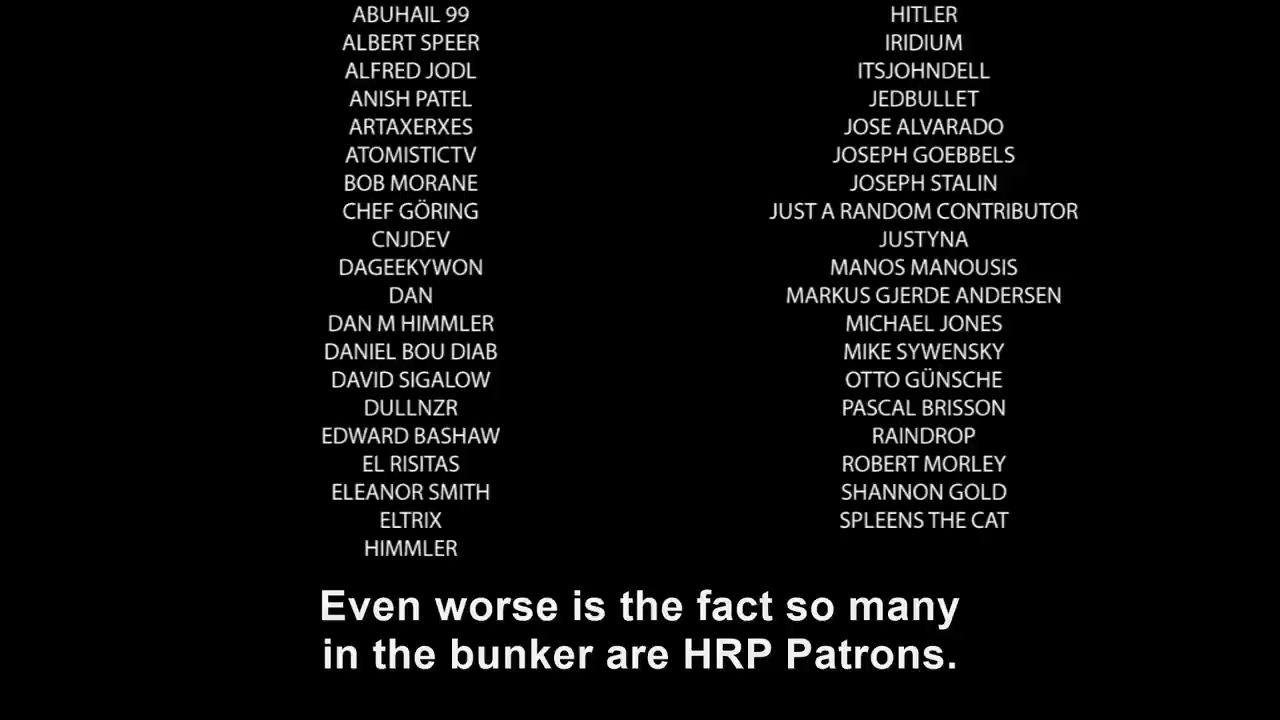 ABUHAIL 99
ALBERT SPEER
ALFRED JODL
ANISH PATEL
ARTAXERXES
ATOMISTICTV
BOB MORANE
CHEF GÖRING
CNJDEV
DAGEEKYWON
DAN
DAN M HIMMLER
DANIEL BOU DIAB
DAVID SIGALOW
DULLNZR
EDWARD BASHAW
EL RISITAS
ELEANOR SMITH
ELTRIX
HIMMLER
HITLER
IRIDIUM
ITSJOHNDELL
JEDBULLET
JOSE ALVARADO
JOSEPH GOEBBELS
JOSEPH STALIN
JUST A RANDOM CONTRIBUTOR
JUSTYNA
MANOS MANOUSIS
MARKUS GJERDE ANDERSEN
MICHAEL JONES
MIKE SYWENSKY
OTTO GÜNSCHE
PASCAL BRISSON
RAINDROP
ROBERT MORLEY
SHANNON GOLD
SPLEENS THE CAT
Even worse is the fact so many
in the bunker are HRP Patrons.